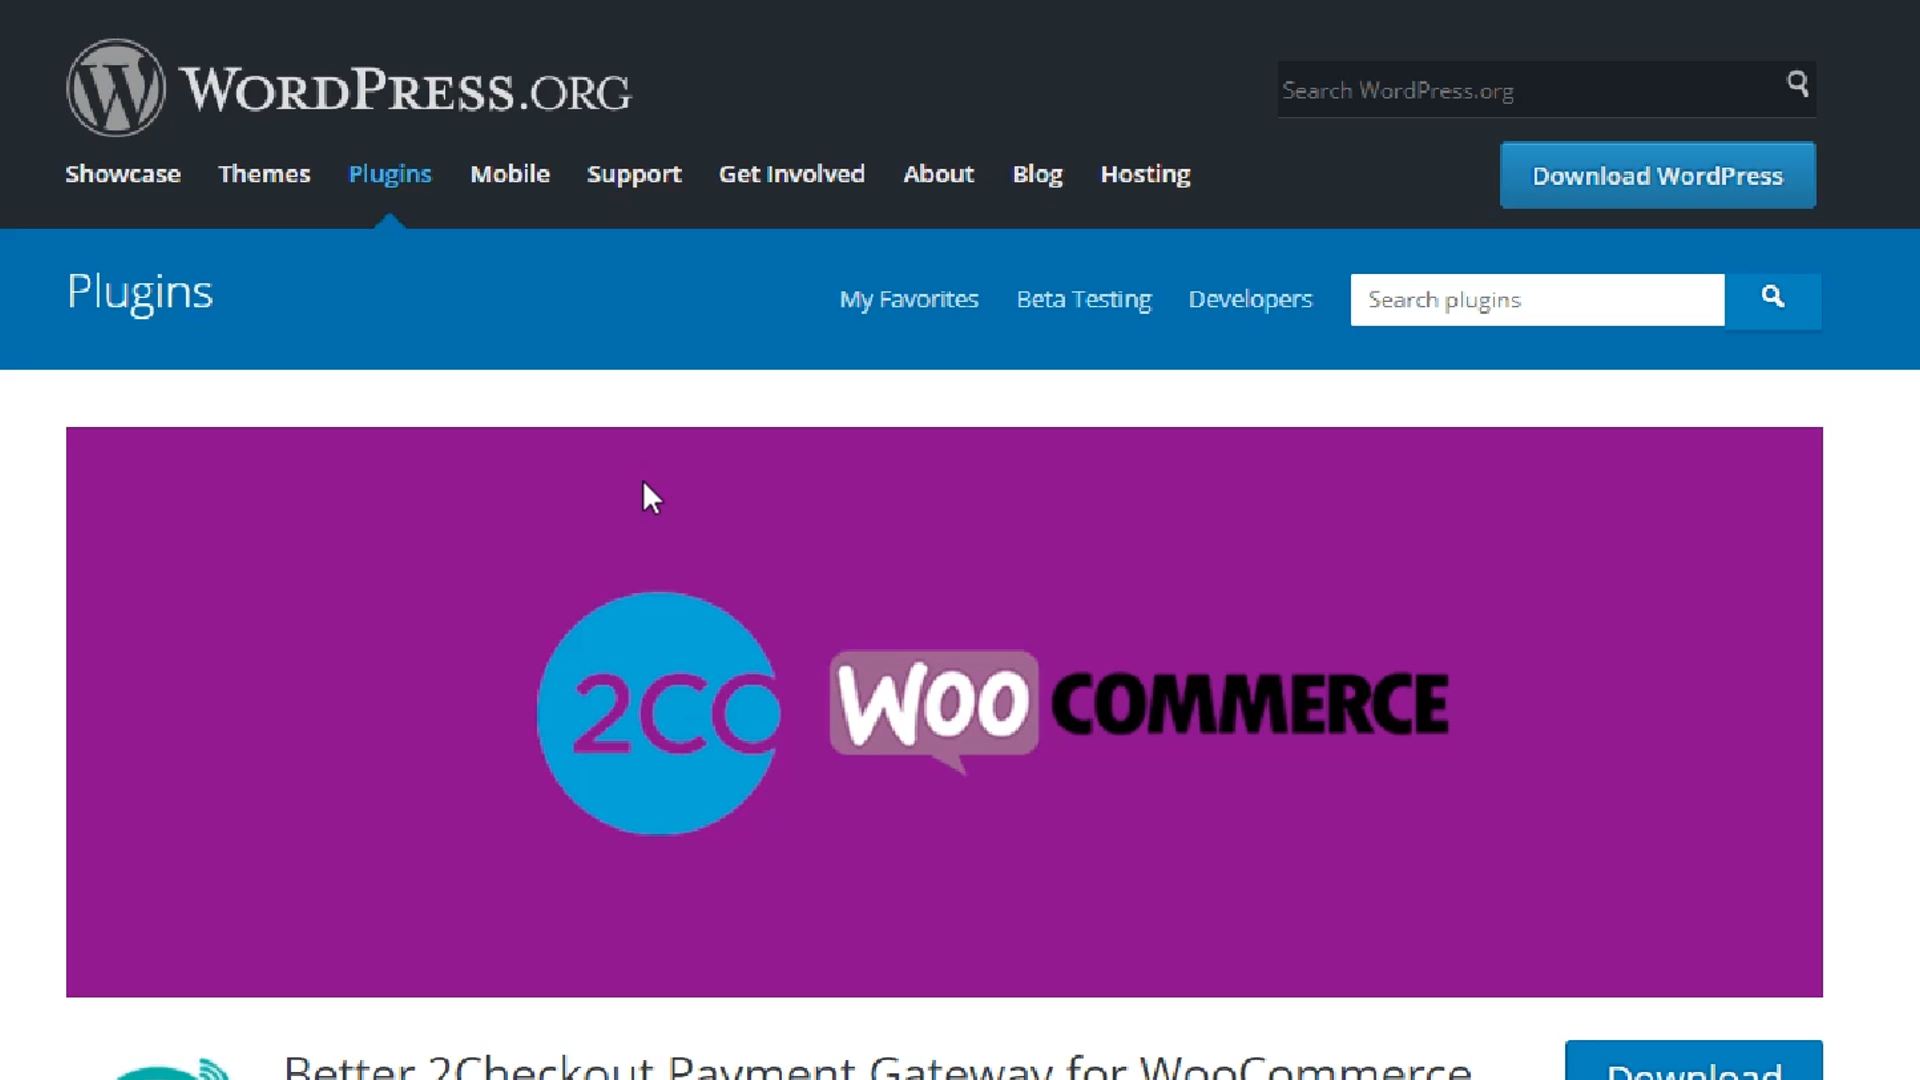 WORDPRESS.ORG
Search WordPress.org
Showcase Themes Plugins Mobile Support Get Involved About Blog Hosting
Download WordPress
Plugins
My Favorites Beta Testing Developers
Search plugins
2CO
WOO COMMERCE
Better 2Checkout Payment Gateway for WooCommerce
Download